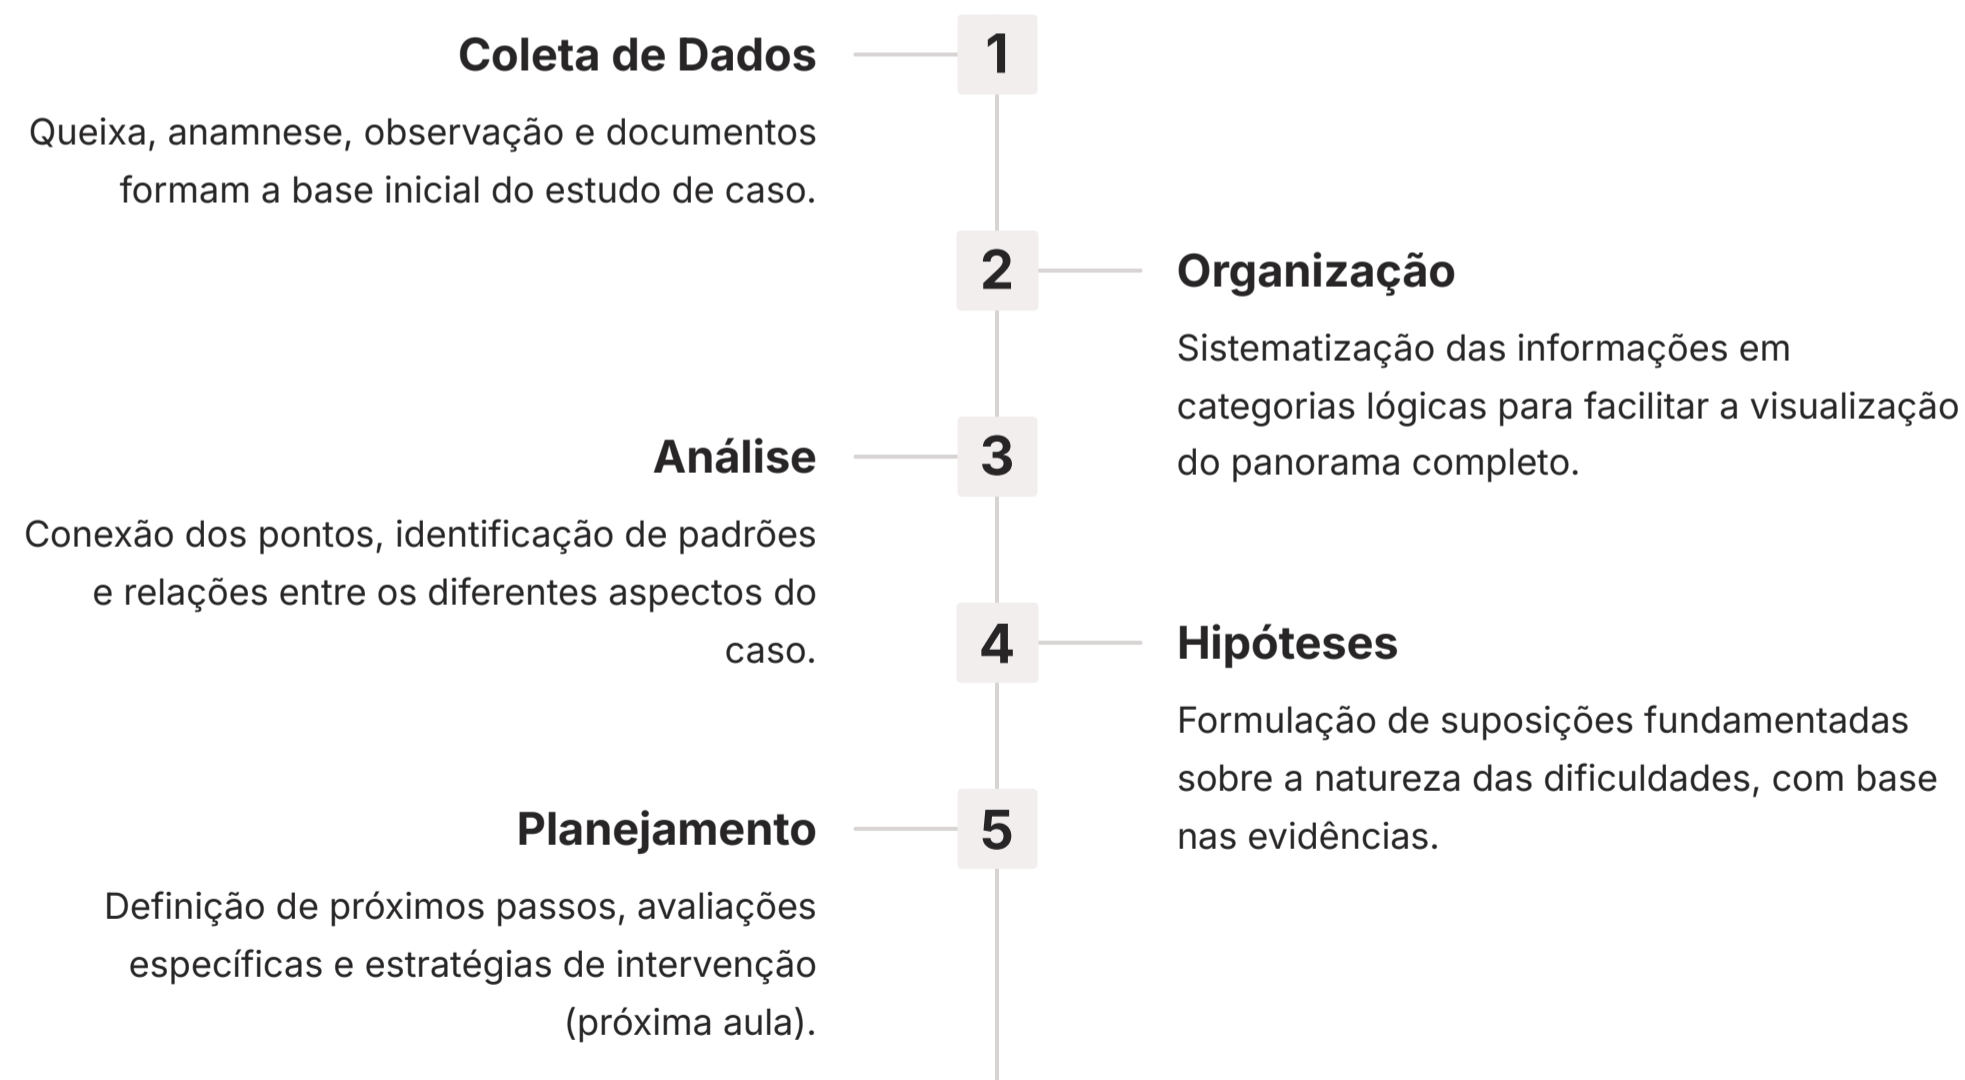 1
Coleta de Dados
Queixa, anamnese, observação e documentos
formam a base inicial do estudo de caso.
2
Organização
Sistematização das informações em
categorias lógicas para facilitar a visualização
do panorama completo.
3
Análise
Conexão dos pontos, identificação de padrões
e relações entre os diferentes aspectos do
caso.
4
Hipóteses
Formulação de suposições fundamentadas
sobre a natureza das dificuldades, com base
nas evidências.
5
Planejamento
Definição de próximos passos, avaliações
específicas e estratégias de intervenção
(próxima aula).